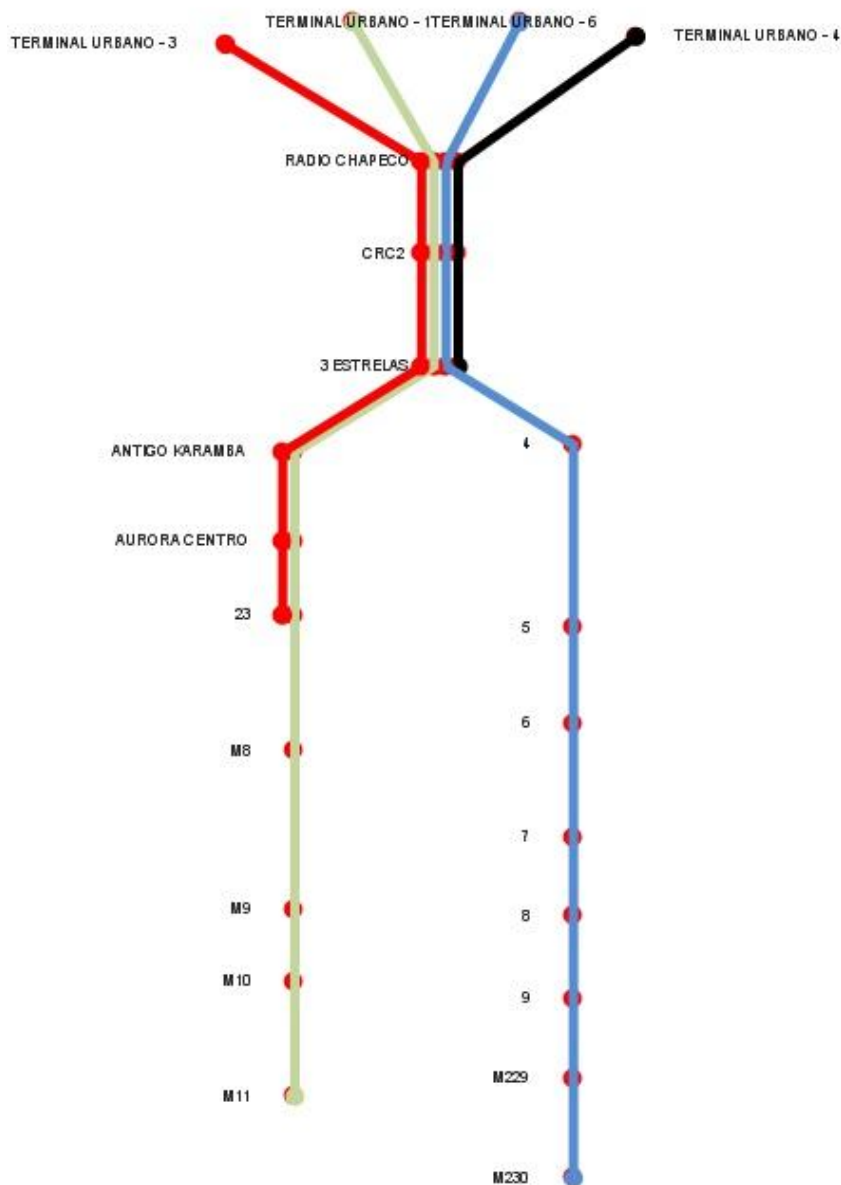 TERMINAL URBANO - 3
TERMINAL URBANO - 1
TERMINAL URBANO - 6
TERMINAL URBANO - 4
RADIO CHAPECO
CRC2
3 ESTRELAS
ANTIGO KARAMBA
4
AURORA CENTRO
23
5
6
M8
7
M9
8
M10
9
M229
M11
M230